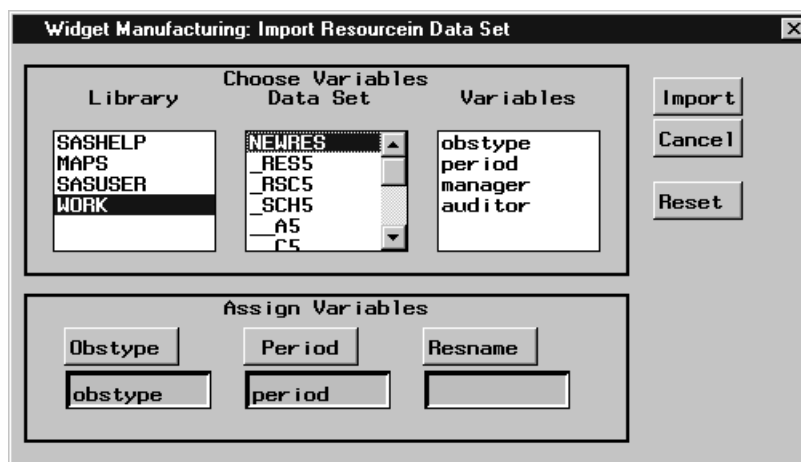 Widget Manufacturing: Import Resourcein Data Set
Choose Variables
Library Data Set Variables
SASHELP
MAPS
SASUSER
WORK
NEWRES
_RES5
_RSC5
_SCH5
__A5
__C5
obstype
period
manager
auditor
Import
Cancel
Reset
Assign Variables
Obstype Period Resname
obstype period